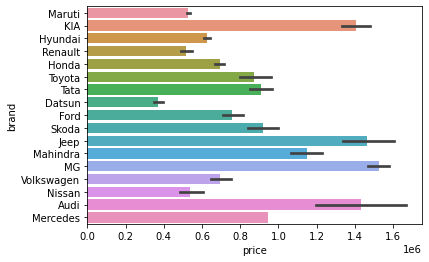 Maruti
KIA
Hyundai
Renault
Honda
Toyota
Tata
Datsun
Ford
Skoda
Jeep
Mahindra
MG
Volkswagen
Nissan
Audi
Mercedes
brand
0.0 0.2 0.4 0.6 0.8 1.0 1.2 1.4 1.6
1e6
price